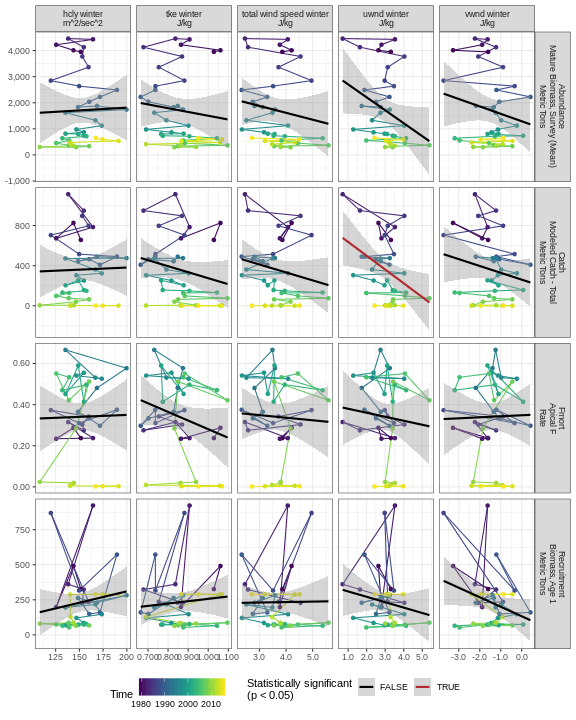 hcly winter
m^2/sec^2
tke winter
J/kg
total wind speed winter
J/kg
uwnd winter
J/kg
vwnd winter
J/kg
4,000
3,000
2,000
1,000
0
-1,000
Abundance
Mature Biomass, Survey (Mean)
Metric Tons
800
400
0
Cach
Modeled Catch - Total
Metric Tons
0.60
0.40
0.20
0.00
Fmort
Apical F
Rate
750
500
250
0
Recruitment
Biomass, Age 1
Metric Tons
125 150 175 200
0.700 0.800 0.900 1.000 1.100
3.0 4.0 5.0
1.0 2.0 3.0 4.0 5.0
-3.0 -2.0 -1.0 0.0
Time
1980 1990 2000 2010
Statistically significant
(p < 0.05)
FALSE
TRUE